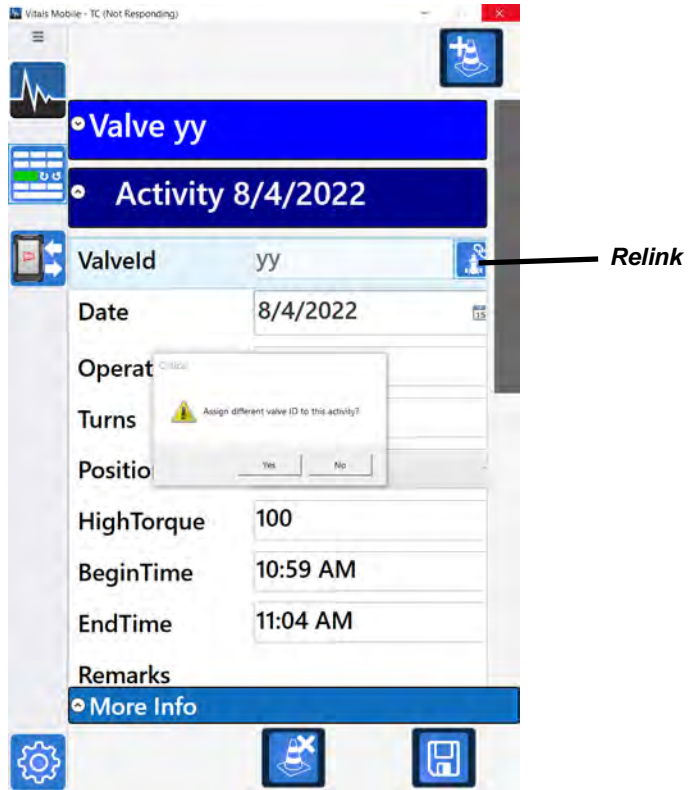 Vitals Mobile - TC (Not Responding)
Valve yy
Activity 8/4/2022
ValveId yy
Relink
Date 8/4/2022
15
Operat
Critical
Assign different valve ID to this activity?
Turns
Yes No
Positio
HighTorque 100
BeginTime 10:59 AM
EndTime 11:04 AM
Remarks
More Info